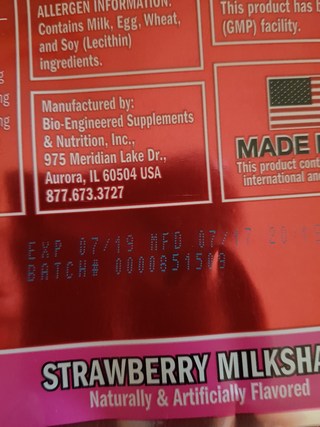 ALLERGEN INFORMATION:
Contains Milk, Egg, Wheat,
and Soy (Lecithin)
ingredients.
This product has b
(GMP) facility.
Manufactured by:
Bio-Engineered Supplements
& Nutrition, Inc.,
975 Meridian Lake Dr.,
Aurora, IL 60504 USA
877.673.3727
MADE
This product cont
international an
EXP 07/19 MFD 07/17
BATCH# 0000851509
STRAWBERRY MILKSHA
Naturally & Artificially Flavored